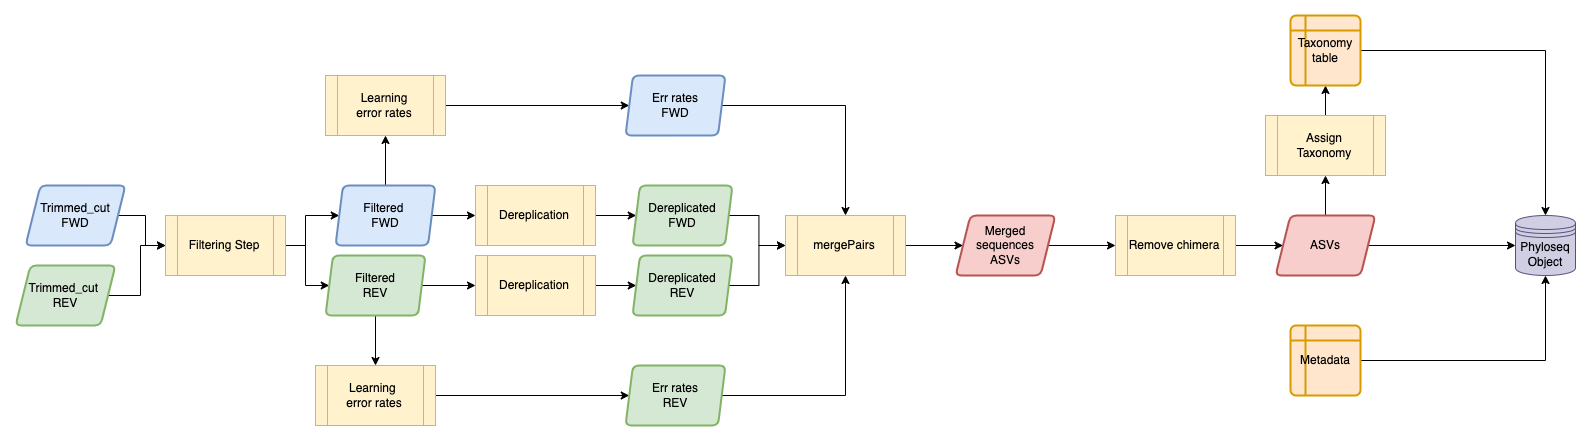 Taxonomy
table
Learning
error rates
Err rates
FWD
Assign
Taxonomy
Trimmed_cut
FWD
Filtering Step
Filtered
FWD
Dereplication
Dereplicated
FWD
mergePairs
Merged
sequences
ASVs
Remove chimera
ASVs
Phyloseq
Object
Trimmed_cut
REV
Filtered
REV
Dereplication
Dereplicated
REV
Learning
error rates
Err rates
REV
Metadata